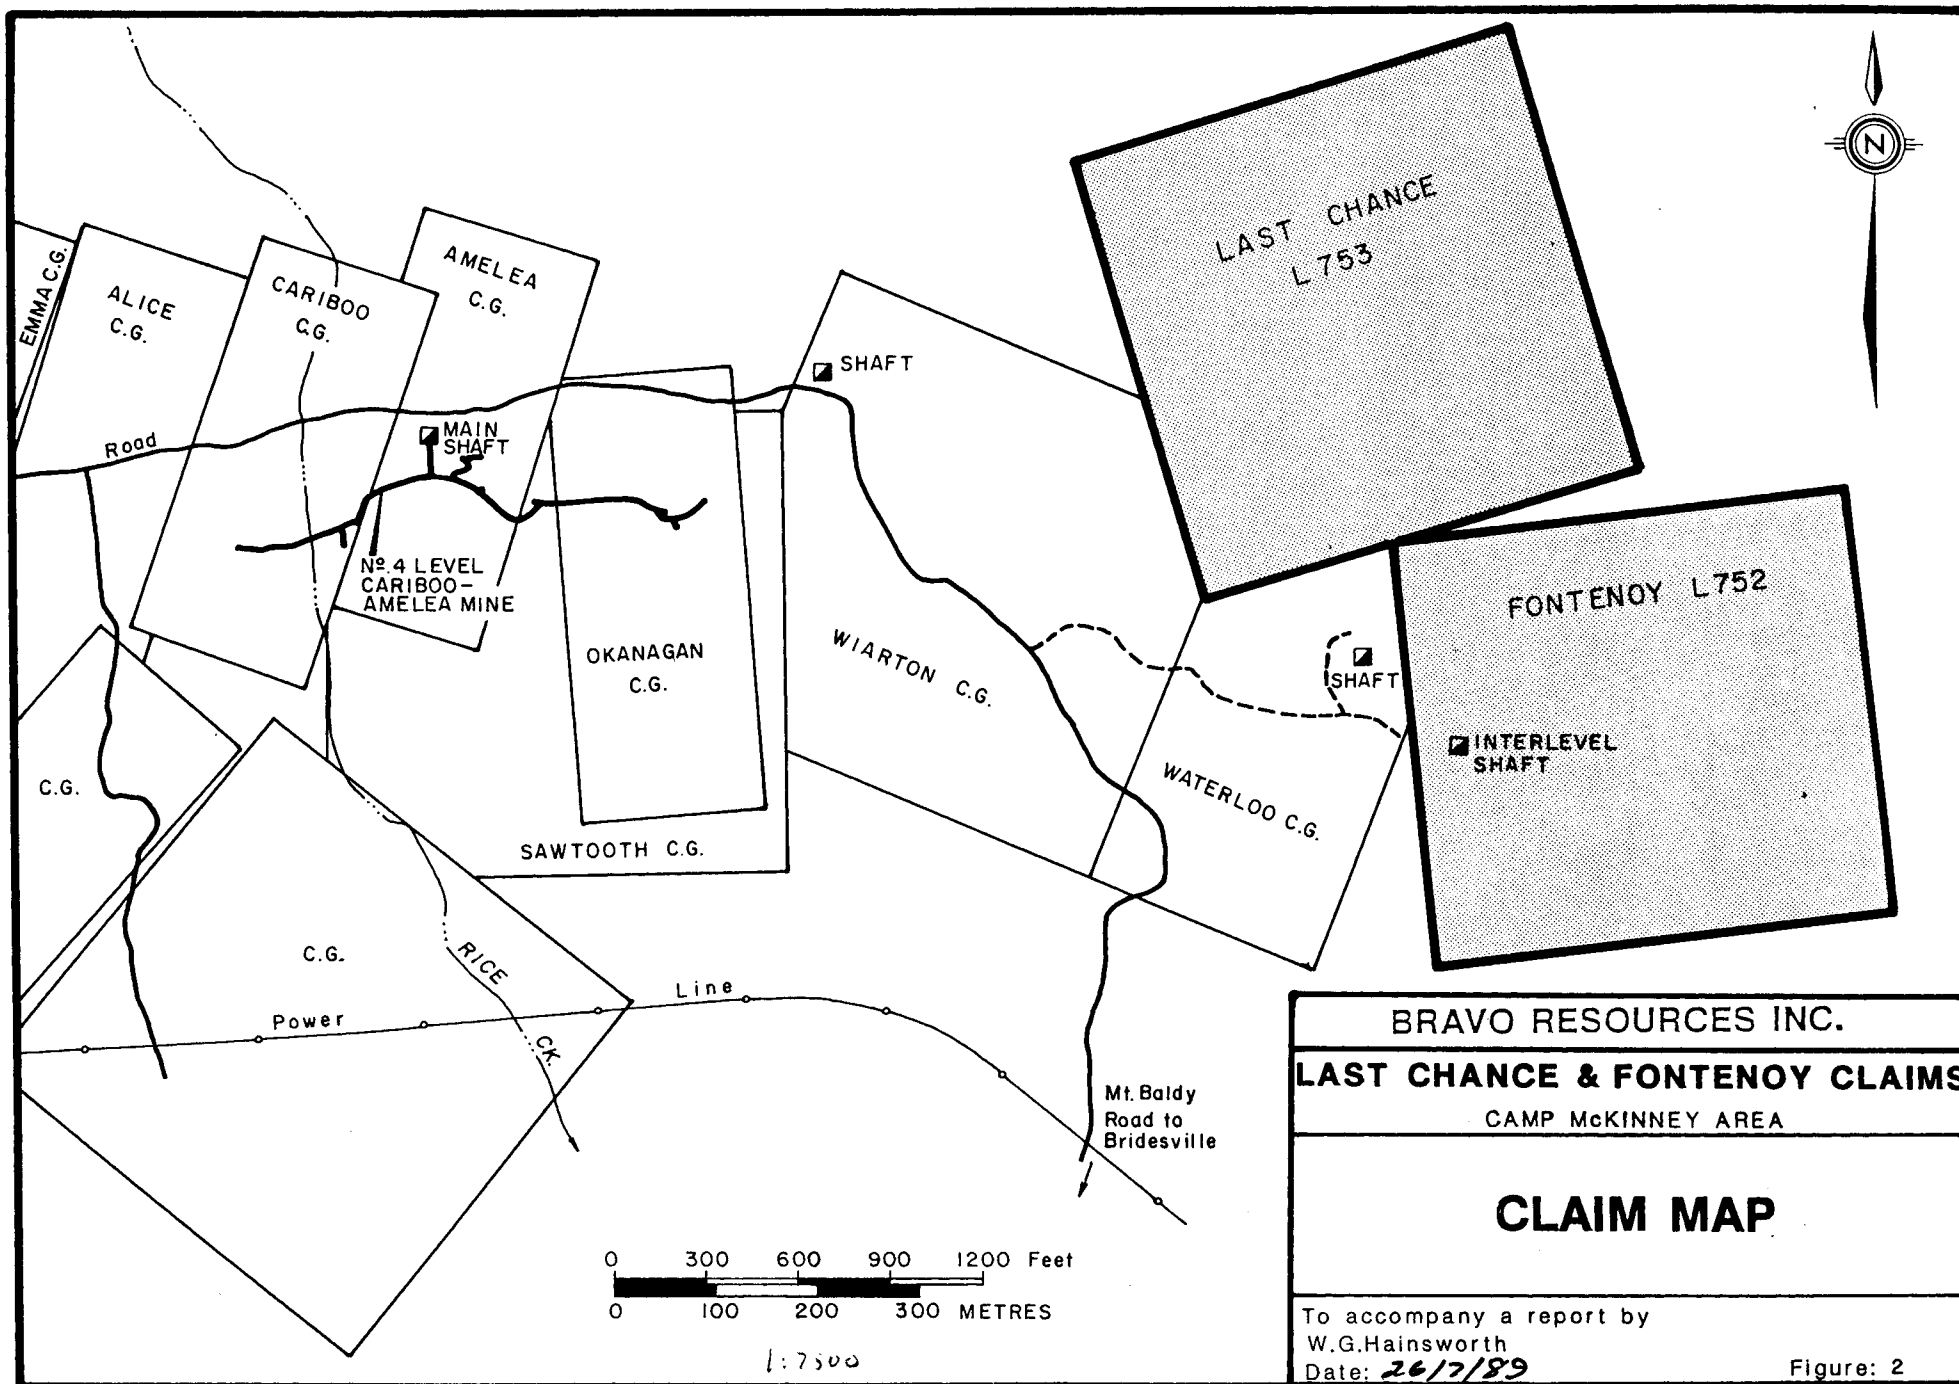 N
LAST CHANCE
L 753
EMMA C.G.
ALICE
C.G.
CARIBOO
C.G.
AMELEA
C.G.
SHAFT
Road
MAIN
SHAFT
Nº.4 LEVEL
CARIBOO-
AMELEA MINE
OKANAGAN
C.G.
WIARTON C.G.
FONTENOY L 752
SHAFT
INTERLEVEL
SHAFT
WATERLOO C.G.
C.G.
SAWTOOTH C.G.
C.G.
RICE
CK.
Power Line
Mt. Baldy
Road to
Bridesville
0 300 600 900 1200 Feet
0 100 200 300 METRES
1:7500
BRAVO RESOURCES INC.
LAST CHANCE & FONTENOY CLAIMS
CAMP McKINNEY AREA
CLAIM MAP
To accompany a report by
W.G.Hainsworth
Date: 26/7/89
Figure: 2